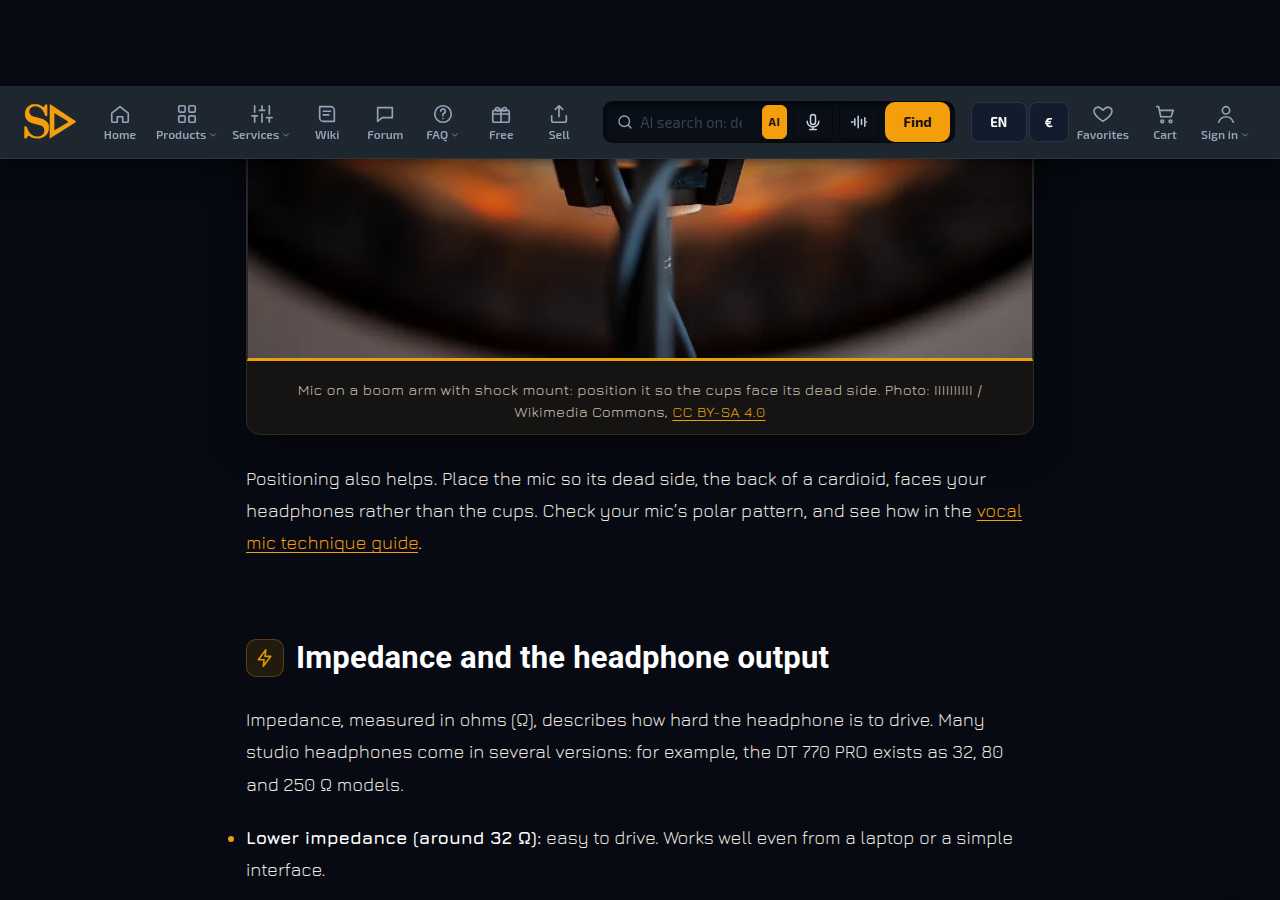 Home
Products
Services
Wiki
Forum
FAQ
Free
Sell
AI search on: de
AI
Find
EN
€
Favorites
Cart
Sign in
Mic on a boom arm with shock mount: position it so the cups face its dead side. Photo: IIIIIIIIII /
Wikimedia Commons, CC BY-SA 4.0
Positioning also helps. Place the mic so its dead side, the back of a cardioid, faces your
headphones rather than the cups. Check your mic's polar pattern, and see how in the vocal
mic technique guide.
Impedance and the headphone output
Impedance, measured in ohms (Ω), describes how hard the headphone is to drive. Many
studio headphones come in several versions: for example, the DT 770 PRO exists as 32, 80
and 250 Ω models.
Lower impedance (around 32 Ω): easy to drive. Works well even from a laptop or a simple
interface.